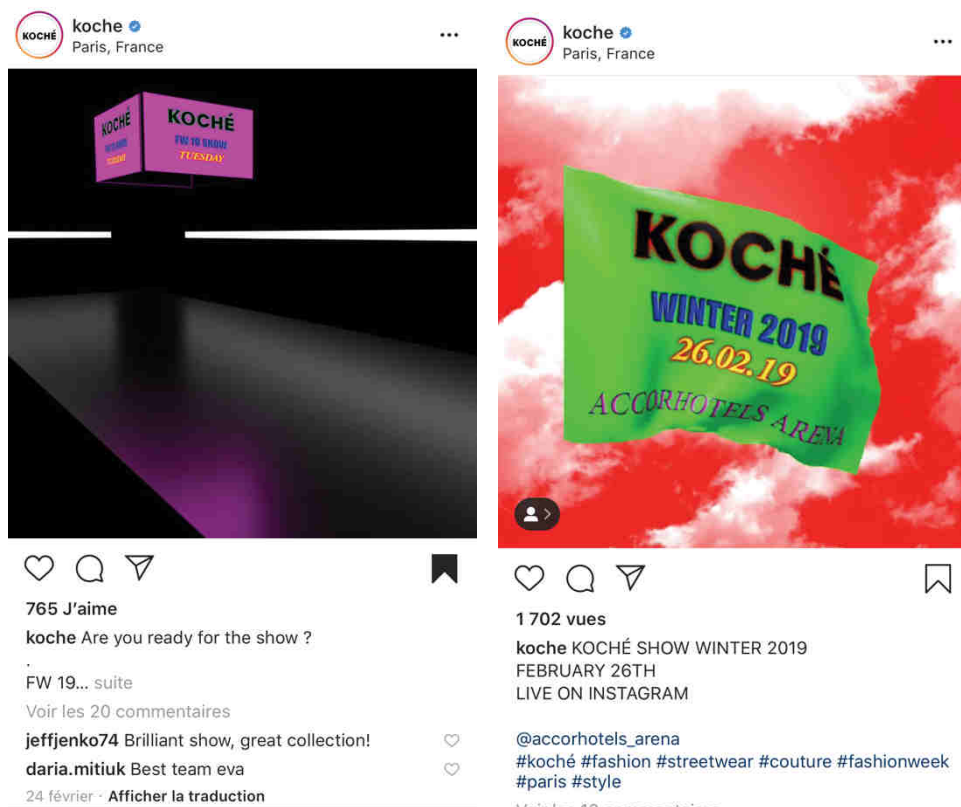 KOCHÉ
koche
Paris, France
KOCHÉ
TUESDAY
KOCHÉ
FW 19 SHOW
TUESDAY
765 J'aime
koche Are you ready for the show ?
.
FW 19... suite
Voir les 20 commentaires
jeffjenko74 Brilliant show, great collection!
daria.mitiuk Best team eva
24 février · Afficher la traduction
KOCHÉ
koche
Paris, France
KOCHÉ
WINTER 2019
26.02.19
ACCORHOTELS ARENA
1 702 vues
koche KOCHÉ SHOW WINTER 2019
FEBRUARY 26TH
LIVE ON INSTAGRAM
@accorhotels_arena
#koché #fashion #streetwear #couture #fashionweek
#paris #style